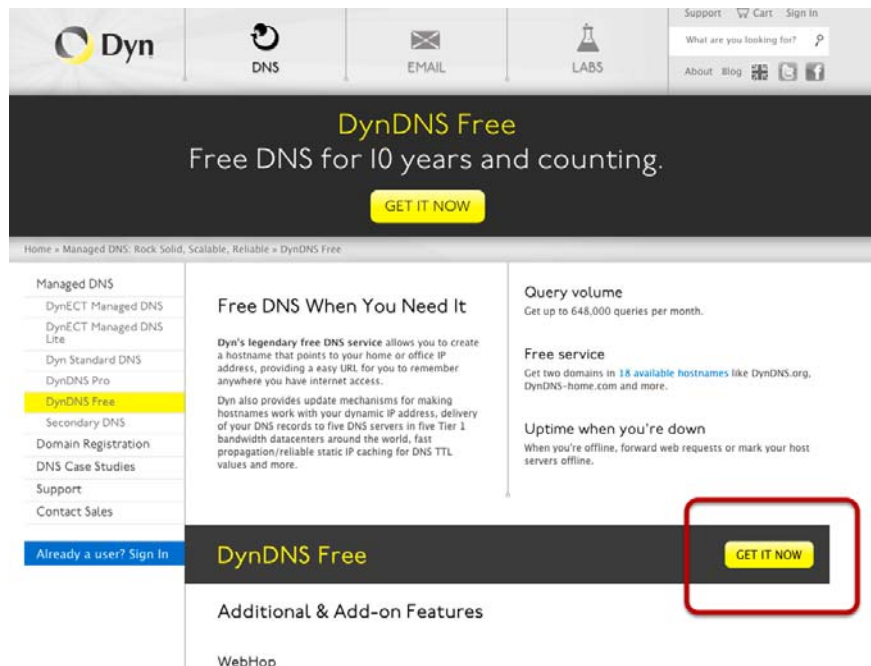 Support Cart Sign In
Dyn
DNS
EMAIL
LABS
What are you looking for?
About Blog
DynDNS Free
Free DNS for 10 years and counting.
GET IT NOW
Home » Managed DNS: Rock Solid, Scalable, Reliable » DynDNS Free
Managed DNS
DynECT Managed DNS
DynECT Managed DNS
Lite
Dyn Standard DNS
DynDNS Pro
DynDNS Free
Secondary DNS
Domain Registration
DNS Case Studies
Support
Contact Sales
Already a user? Sign In
Free DNS When You Need It
Dyn's legendary free DNS service allows you to create
a hostname that points to your home or office IP
address, providing a easy URL for you to remember
anywhere you have internet access.
Dyn also provides update mechanisms for making
hostnames work with your dynamic IP address, delivery
of your DNS records to five DNS servers in five Tier 1
bandwidth datacenters around the world, fast
propagation/reliable static IP caching for DNS TTL
values and more.
Query volume
Get up to 648,000 queries per month.
Free service
Get two domains in 18 available hostnames like DynDNS.org,
DynDNS-home.com and more.
Uptime when you're down
When you're offline, forward web requests or mark your host
servers offline.
DynDNS Free
GET IT NOW
Additional & Add-on Features
WebHop